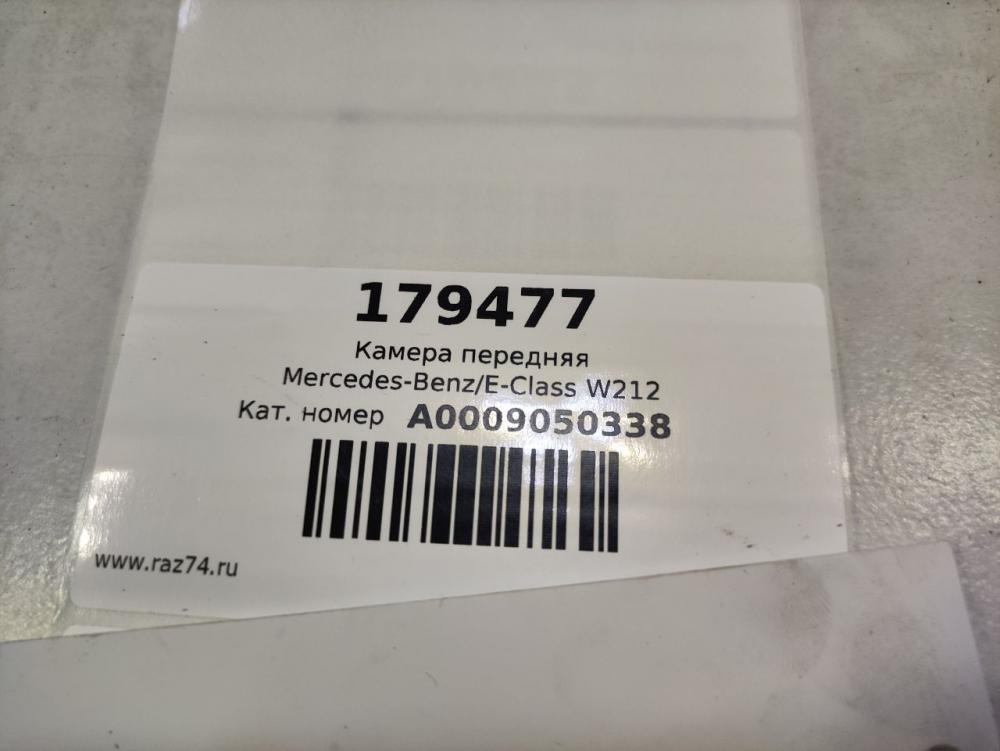 179477
Камера передняя
Mercedes-Benz/E-Class W212
Кат. номер A0009050338
www.raz74.ru